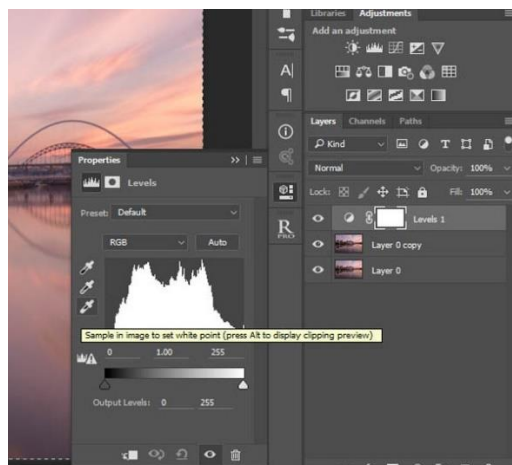 Libraries Adjustments
Add an adjustment
A|
Layers Channels Paths
Kind
T
Normal Opacity: 100%
Lock: Fill: 100%
Levels 1
Layer 0 copy
Layer 0
R
PRO
Properties
Levels
Preset: Default
RGB Auto
Sample in image to set white point (press Alt to display clipping preview)
0 1.00 255
Output Levels: 0 255